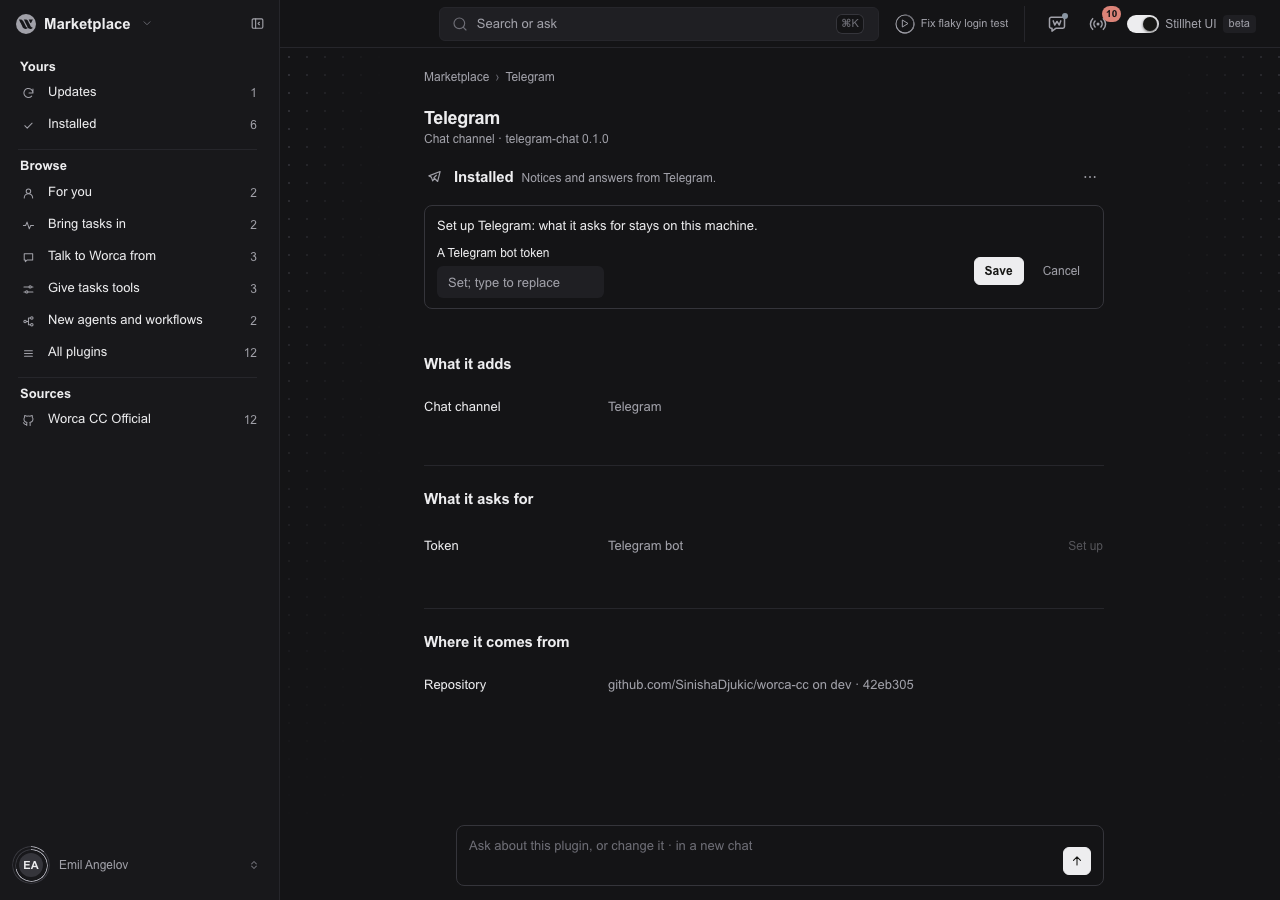 Marketplace
Search or ask
⌘K
Fix flaky login test
10
Stillhet UI
beta
Yours
Updates 1
Installed 6
Browse
For you 2
Bring tasks in 2
Talk to Worca from 3
Give tasks tools 3
New agents and workflows 2
All plugins 12
Sources
Worca CC Official 12
EA
Emil Angelov
Marketplace › Telegram
Telegram
Chat channel · telegram-chat 0.1.0
Installed Notices and answers from Telegram.
Set up Telegram: what it asks for stays on this machine.
A Telegram bot token
Set; type to replace
Save
Cancel
What it adds
Chat channel Telegram
What it asks for
Token Telegram bot Set up
Where it comes from
Repository github.com/SinishaDjukic/worca-cc on dev · 42eb305
Ask about this plugin, or change it · in a new chat